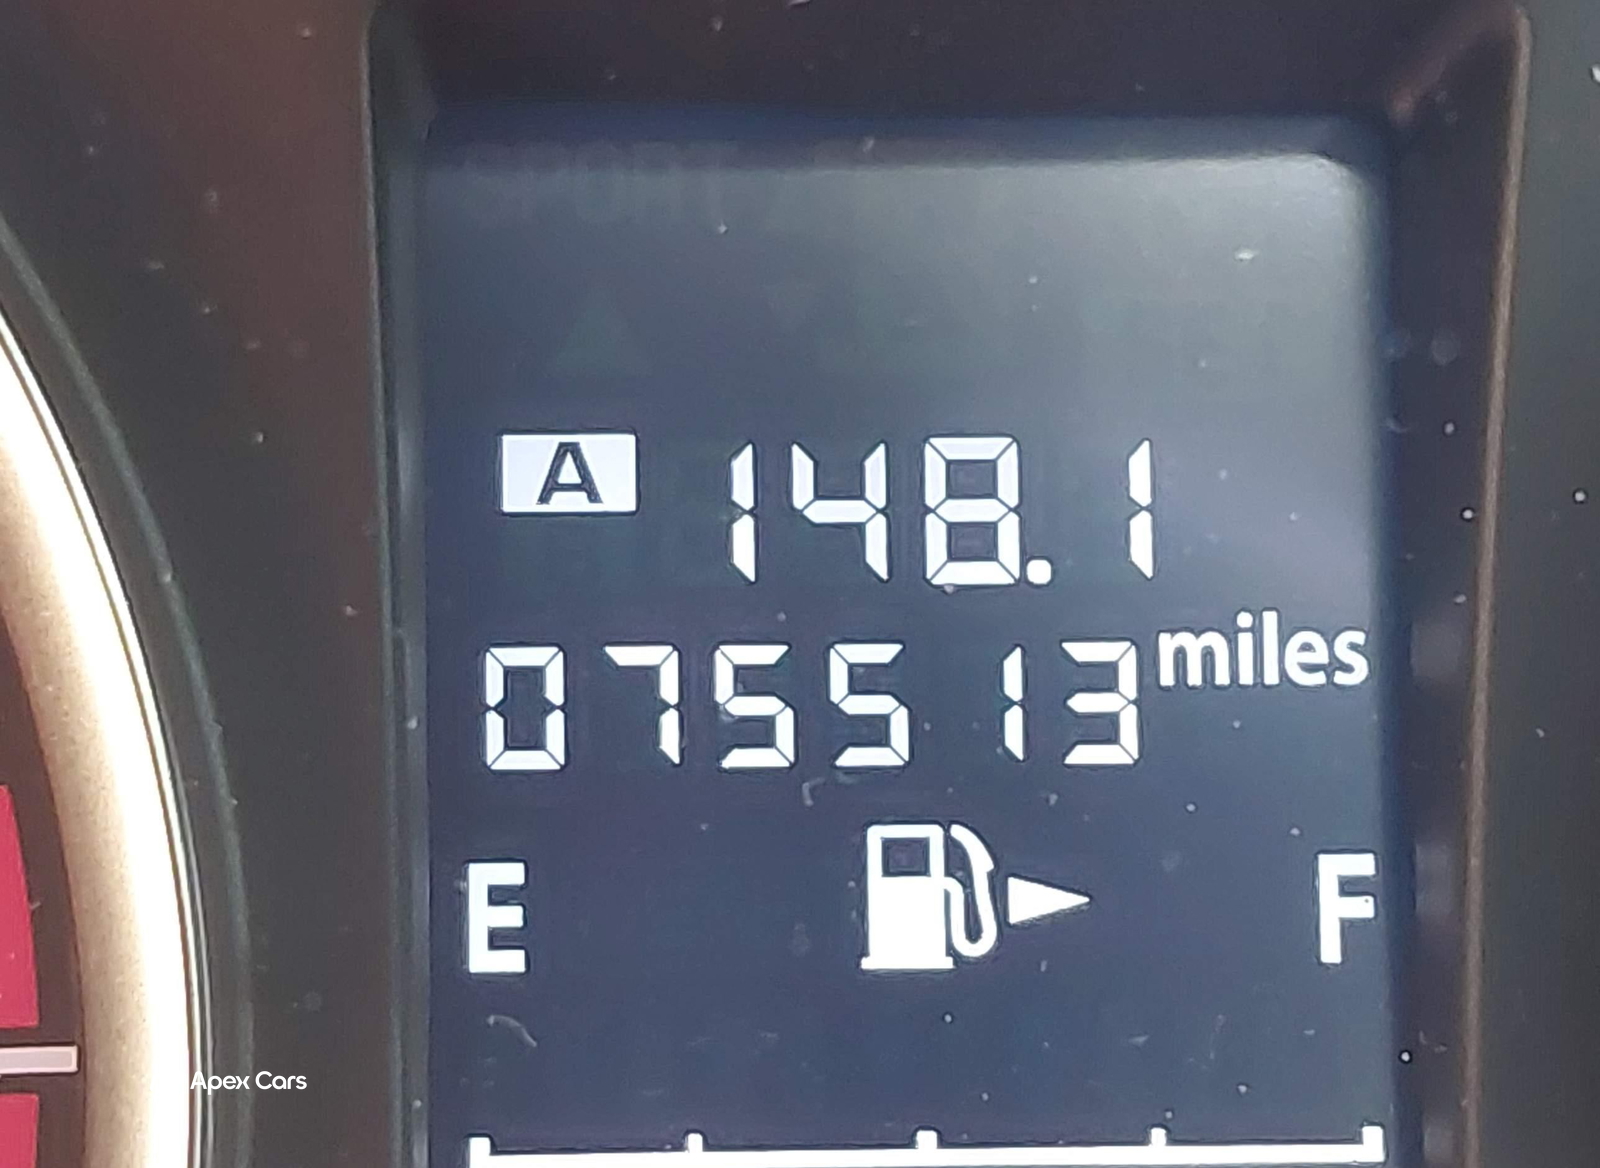 A 148.1
075513 miles
E F
Apex Cars